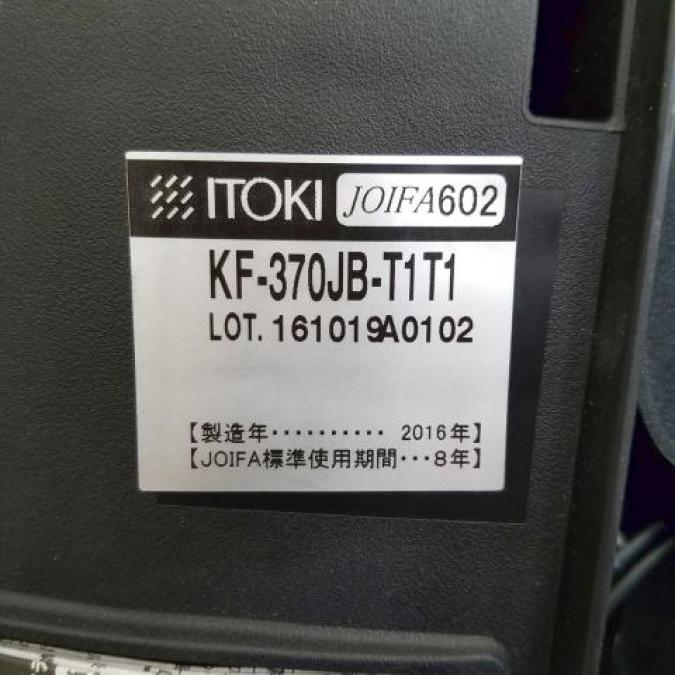 ITOKI JOIFA602
KF-370JB-T1T1
LOT. 161019A0102
【製造年・・・・・・・・・・ 2016年】
【JOIFA標準使用期間・・・8年】